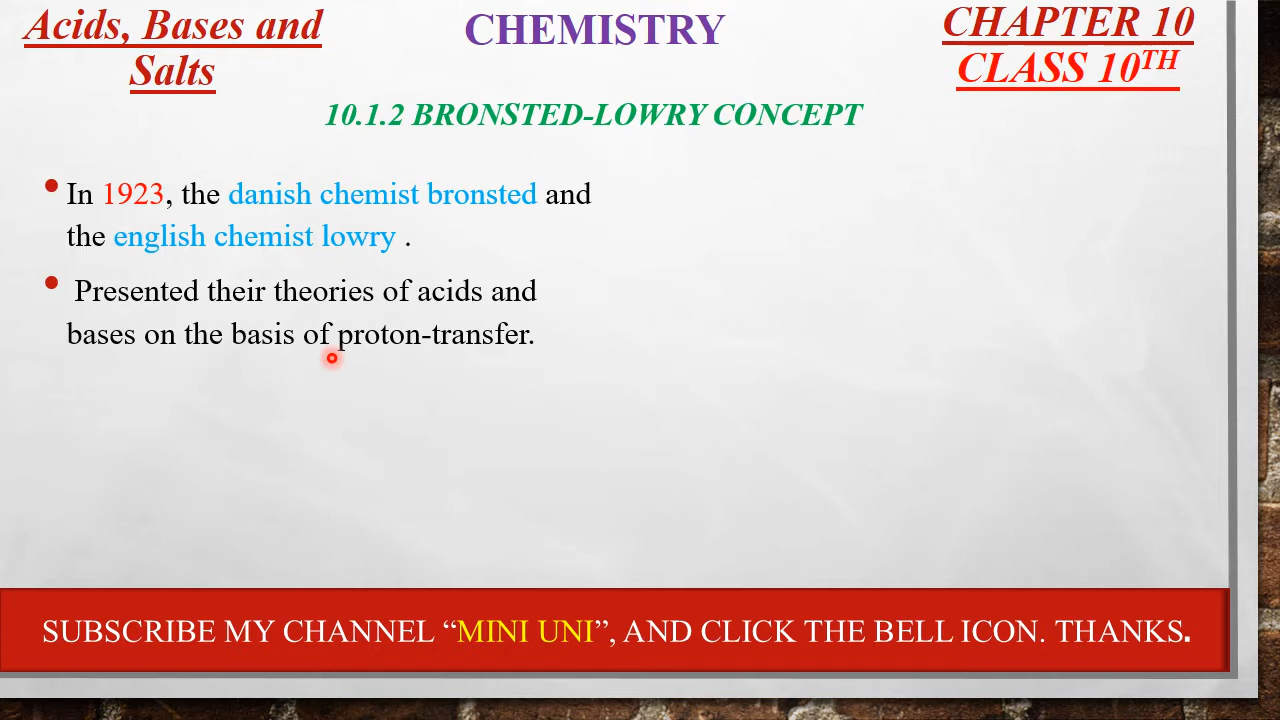 Acids, Bases and
Salts
CHEMISTRY
CHAPTER 10
CLASS 10TH
10.1.2 BRONSTED-LOWRY CONCEPT
• In 1923, the danish chemist bronsted and
the english chemist lowry .
• Presented their theories of acids and
bases on the basis of proton-transfer.
SUBSCRIBE MY CHANNEL “MINI UNI”, AND CLICK THE BELL ICON. THANKS.